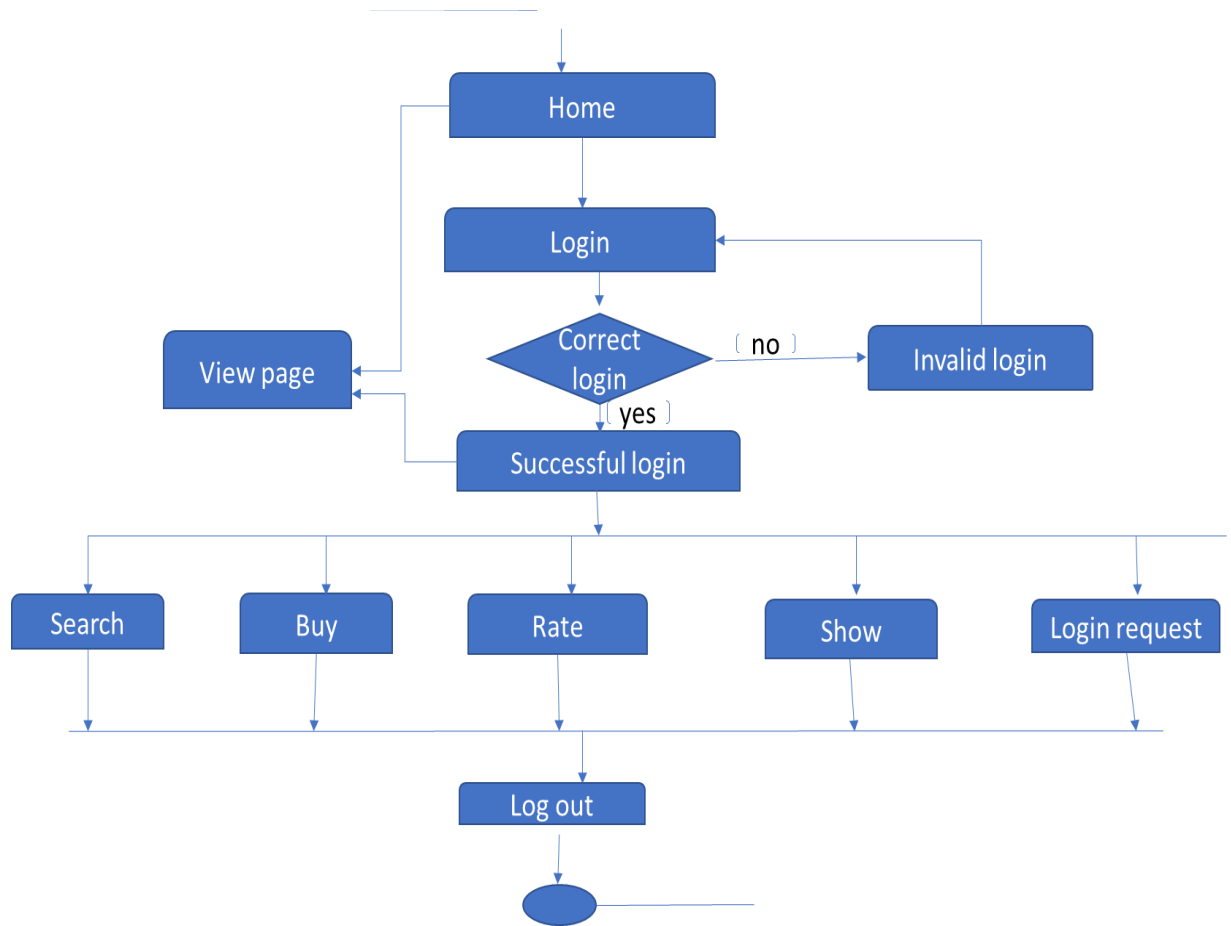 Home
Login
Correct
login
[ no ]
Invalid login
View page
[ yes ]
Successful login
Search
Buy
Rate
Show
Login request
Log out